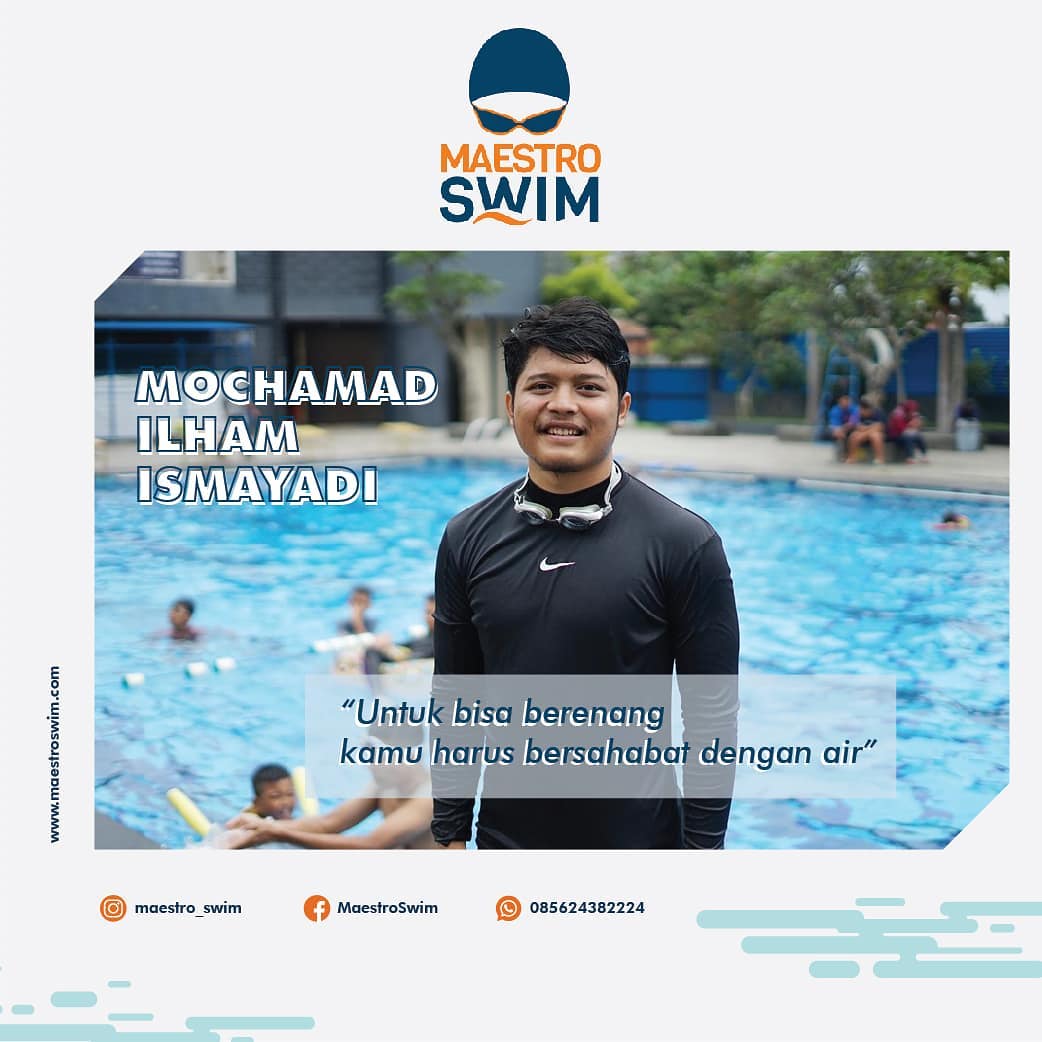 MAESTRO
SWIM
MOCHAMAD
ILHAM
ISMAYADI
“Untuk bisa berenang
kamu harus bersahabat dengan air”
www.maestroswim.com
maestro_swim
MaestroSwim
085624382224